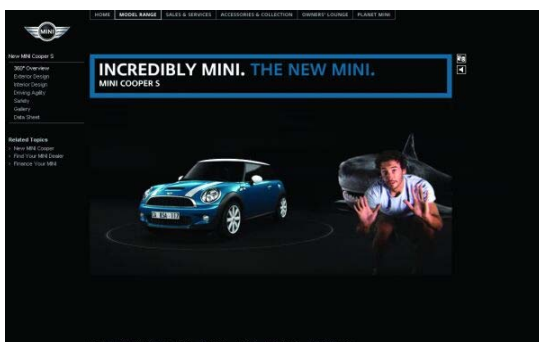 HOME MODEL RANGE SALES & SERVICES ACCESSORIES & COLLECTION OWNERS' LOUNGE PLANET MINI
MINI
New MINI Cooper S
360° Overview
Exterior Design
Interior Design
Driving Agility
Safety
Gallery
Data Sheet
Related Topics
New MINI Cooper
Find Your MINI Dealer
Finance Your MINI
INCREDIBLY MINI. THE NEW MINI.
MINI COOPER S